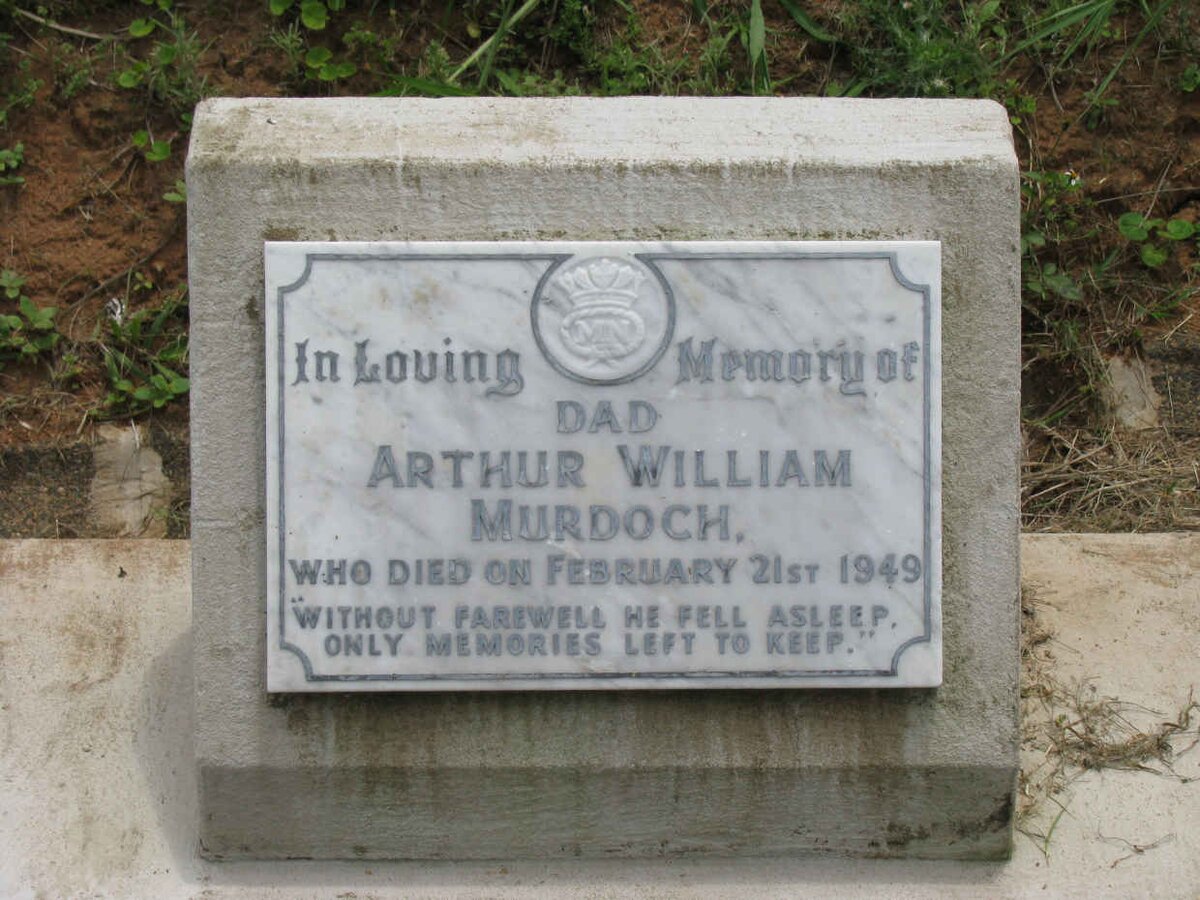 MN
In Loving Memory of
DAD
ARTHUR WILLIAM
MURDOCH,
WHO DIED ON FEBRUARY 21ST 1949
"WITHOUT FAREWELL HE FELL ASLEEP,
ONLY MEMORIES LEFT TO KEEP."